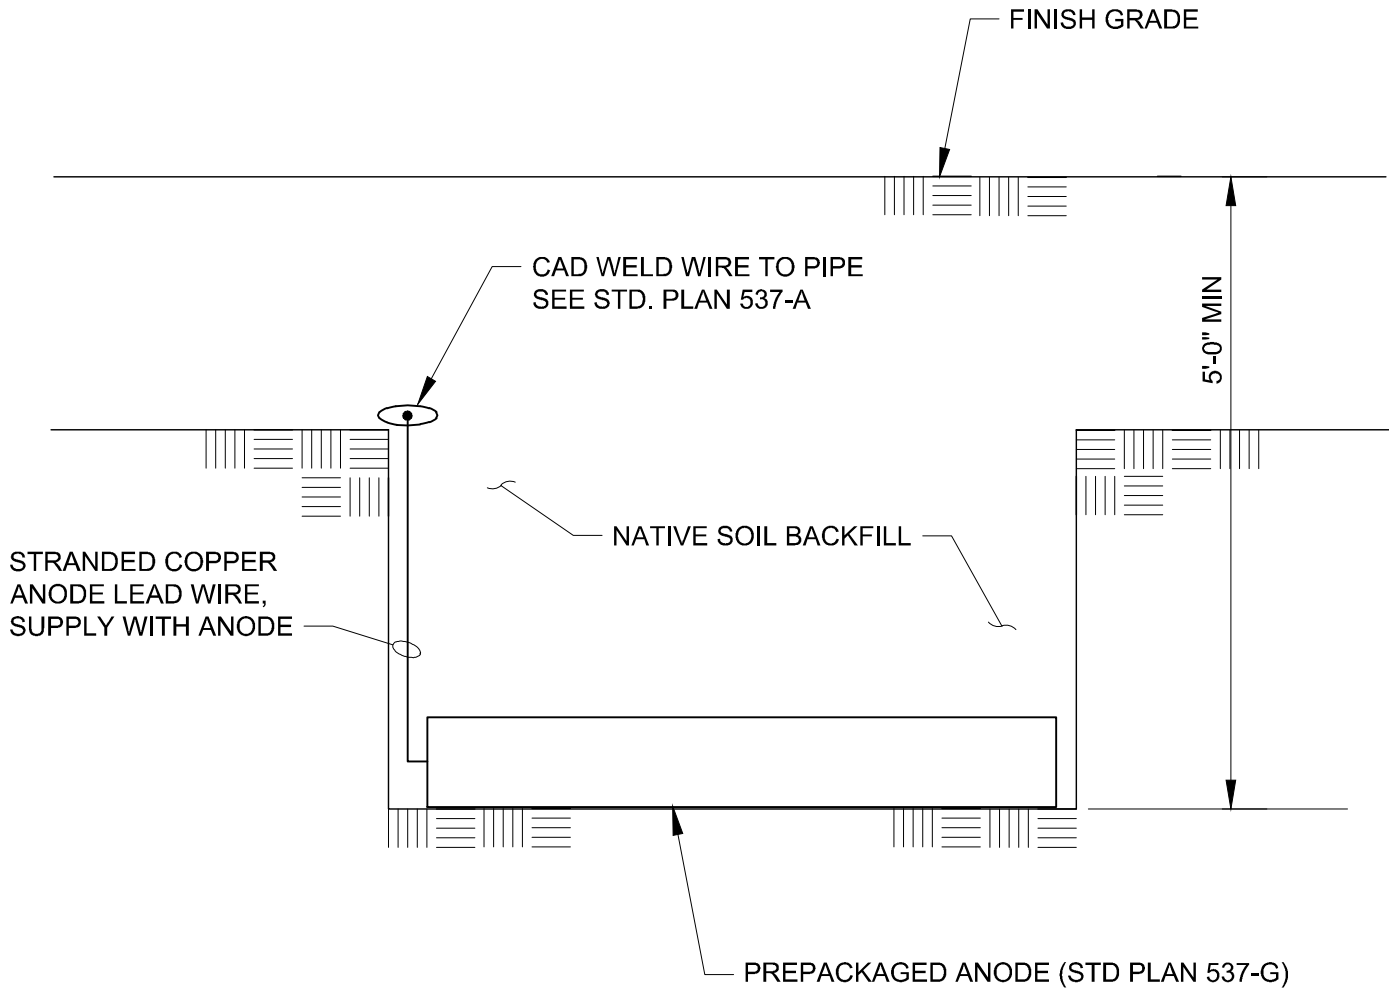 FINISH GRADE
CAD WELD WIRE TO PIPE
SEE STD. PLAN 537-A
5'-0" MIN
NATIVE SOIL BACKFILL
STRANDED COPPER
ANODE LEAD WIRE,
SUPPLY WITH ANODE
PREPACKAGED ANODE (STD PLAN 537-G)